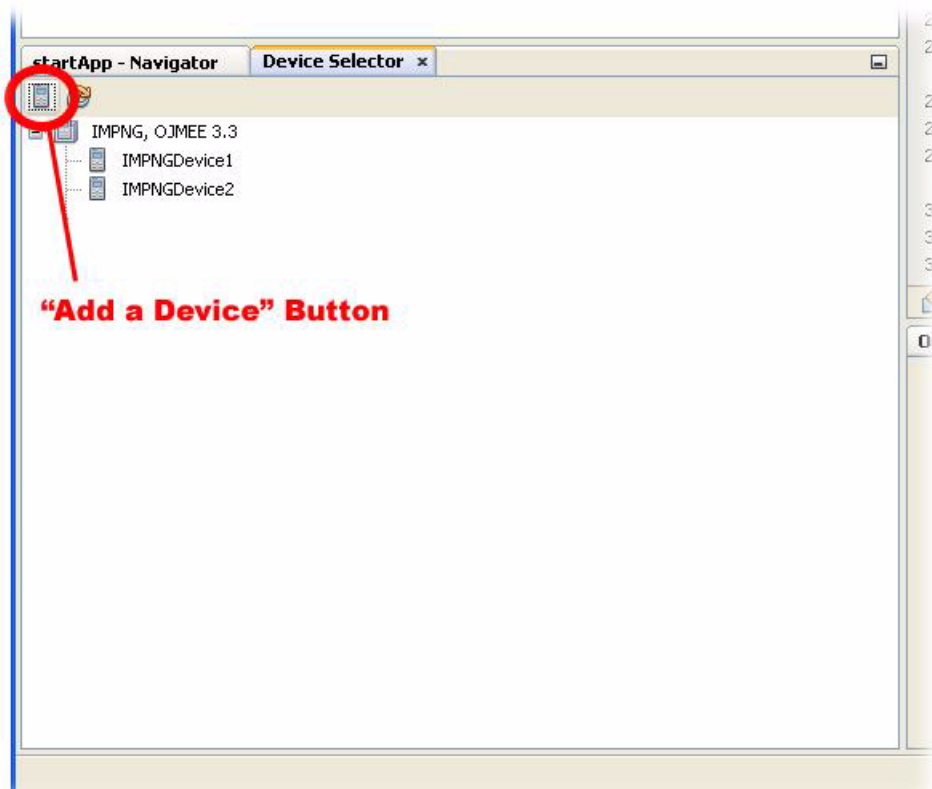 startApp - Navigator
Device Selector ×
IMPNG, OJMEE 3.3
IMPNGDevice1
IMPNGDevice2
“Add a Device” Button